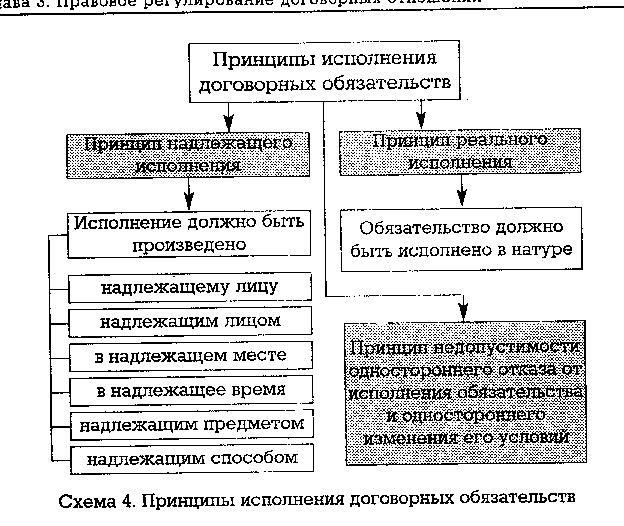 Глава 3. Правовое регулирование договорных отношений
Принципы исполнения
договорных обязательств
Принцип надлежащего
исполнения
Исполнение должно быть
произведено
надлежащему лицу
надлежащим лицом
в надлежащем месте
в надлежащее время
надлежащим предметом
надлежащим способом
Принцип реального
исполнения
Обязательство должно
быть исполнено в натуре
Принцип недопустимости
одностороннего отказа от
исполнения обязательства
и одностороннего
изменения его условий
Схема 4. Принципы исполнения договорных обязательств